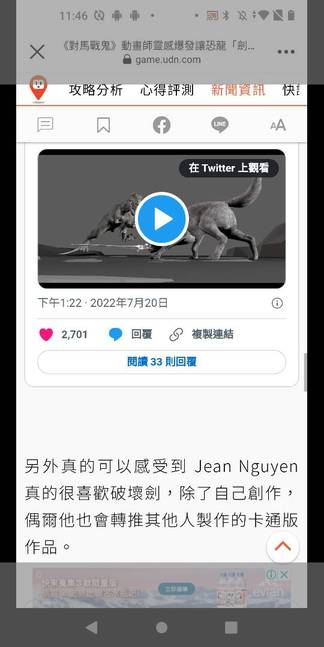 11:46
《對馬戰鬼》動畫師靈感爆發讓恐龍「劍...
game.udn.com
攻略分析 心得評測 新聞資訊 快訊
LINE
AA
在 Twitter 上觀看
下午1:22 · 2022年7月20日
2,701 回覆 複製連結
閱讀 33 則回覆
另外真的可以感受到 Jean Nguyen
真的很喜歡破壞劍，除了自己創作，
偶爾他也會轉推其他人製作的卡通版
作品。
evian